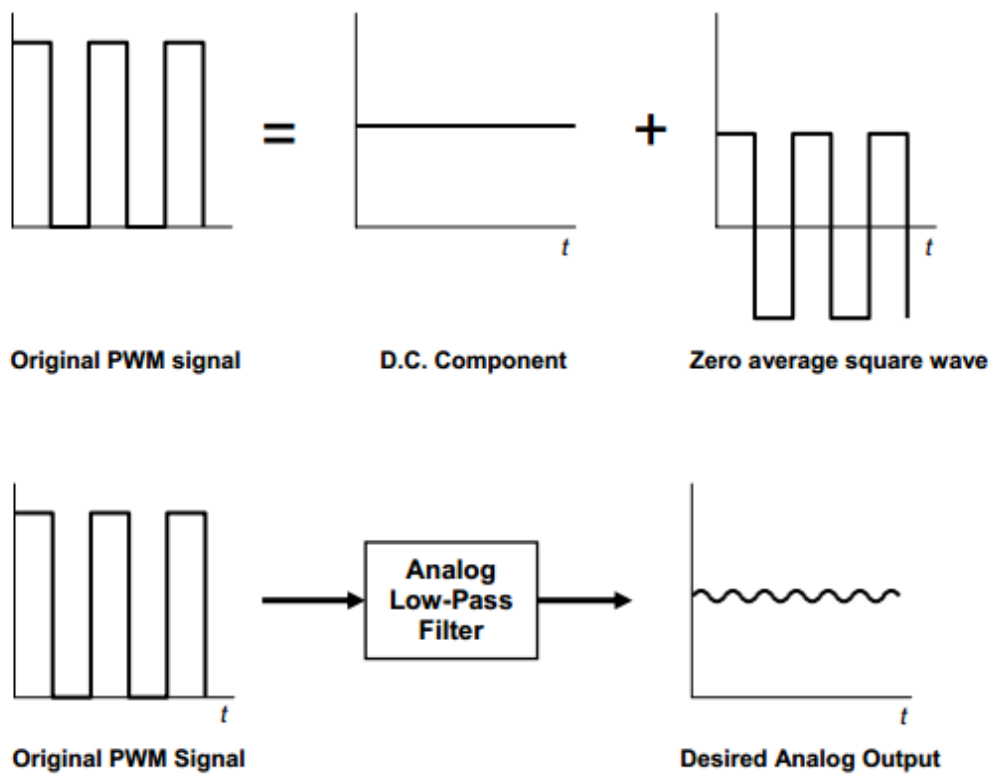 =
+
t
t
Original PWM signal
D.C. Component
Zero average square wave
Analog
Low-Pass
Filter
t
t
Original PWM Signal
Desired Analog Output